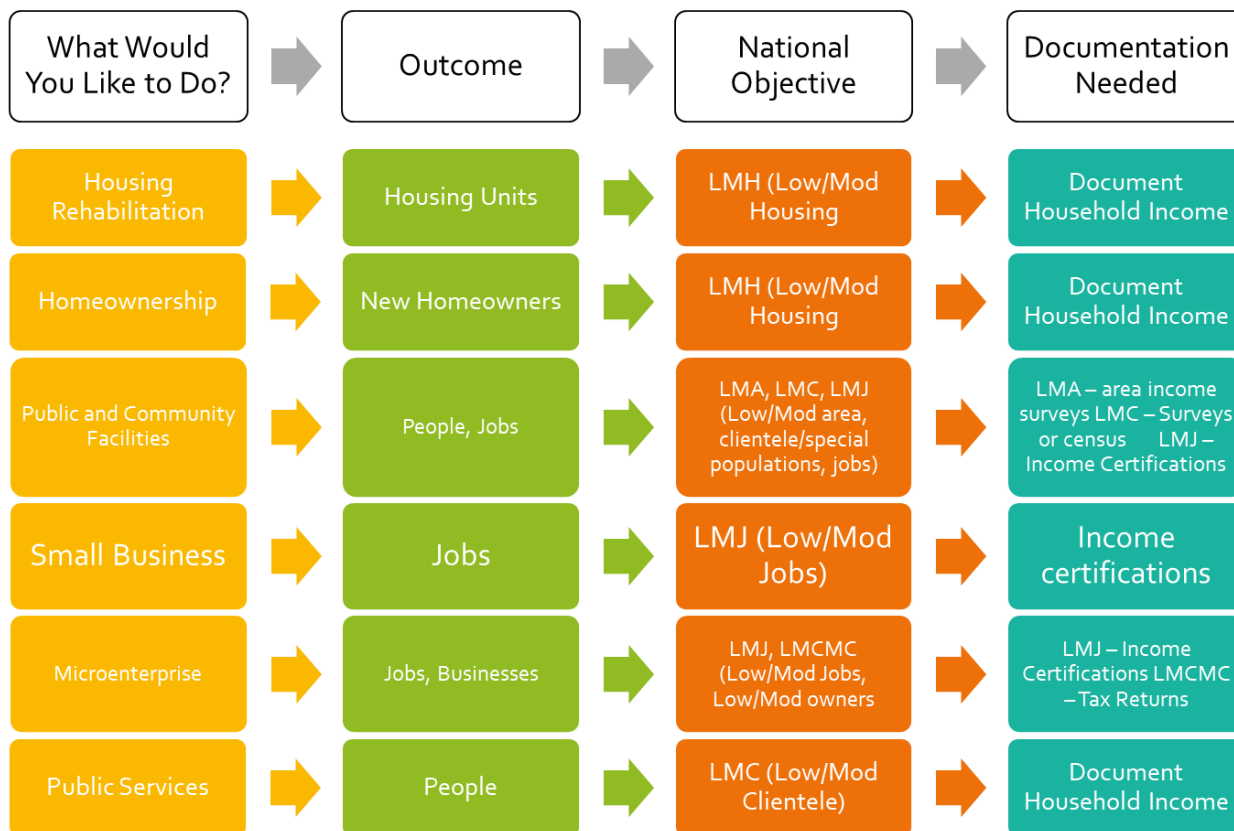 What Would
You Like to Do?
Outcome
National
Objective
Documentation
Needed
Housing
Rehabilitation
Housing Units
LMH (Low/Mod
Housing
Document
Household Income
Homeownership
New Homeowners
LMH (Low/Mod
Housing
Document
Household Income
Public and Community
Facilities
People, Jobs
LMA, LMC, LMJ
(Low/Mod area,
clientele/special
populations, jobs)
LMA – area income
surveys LMC – Surveys
or census LMJ –
Income Certifications
Small Business
Jobs
LMJ (Low/Mod
Jobs)
Income
certifications
Microenterprise
Jobs, Businesses
LMJ, LMCMC
(Low/Mod Jobs,
Low/Mod owners
LMJ – Income
Certifications LMCMC
– Tax Returns
Public Services
People
LMC (Low/Mod
Clientele)
Document
Household Income